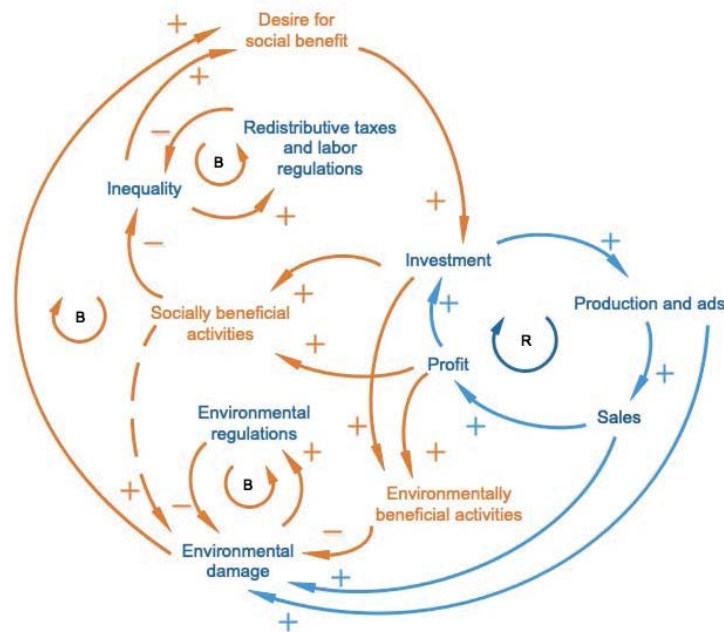 +
Desire for
social benefit
+
−
Redistributive taxes
and labor
regulations
B
Inequality
+
+
−
+
Investment
+
Socially beneficial
activities
+
Production and ads
B
R
+
Profit
+
Sales
+
Environmental
regulations
+
+
+
B
−
Environmentally
beneficial activities
+
−
Environmental
damage
+
+